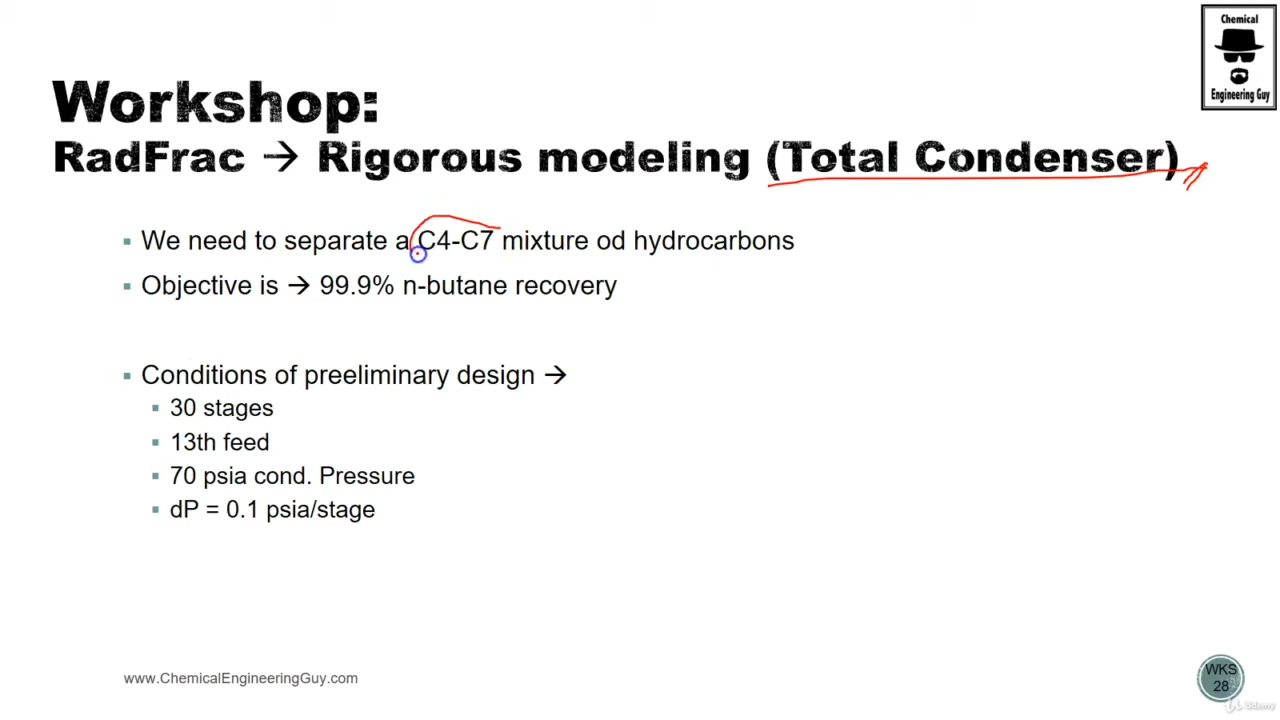 Chemical
Engineering Guy
Workshop:
RadFrac → Rigorous modeling (Total Condenser)
▪ We need to separate a C4-C7 mixture od hydrocarbons
▪ Objective is → 99.9% n-butane recovery
▪ Conditions of preeliminary design →
▪ 30 stages
▪ 13th feed
▪ 70 psia cond. Pressure
▪ dP = 0.1 psia/stage
www.ChemicalEngineeringGuy.com
WKS
28
Udemy